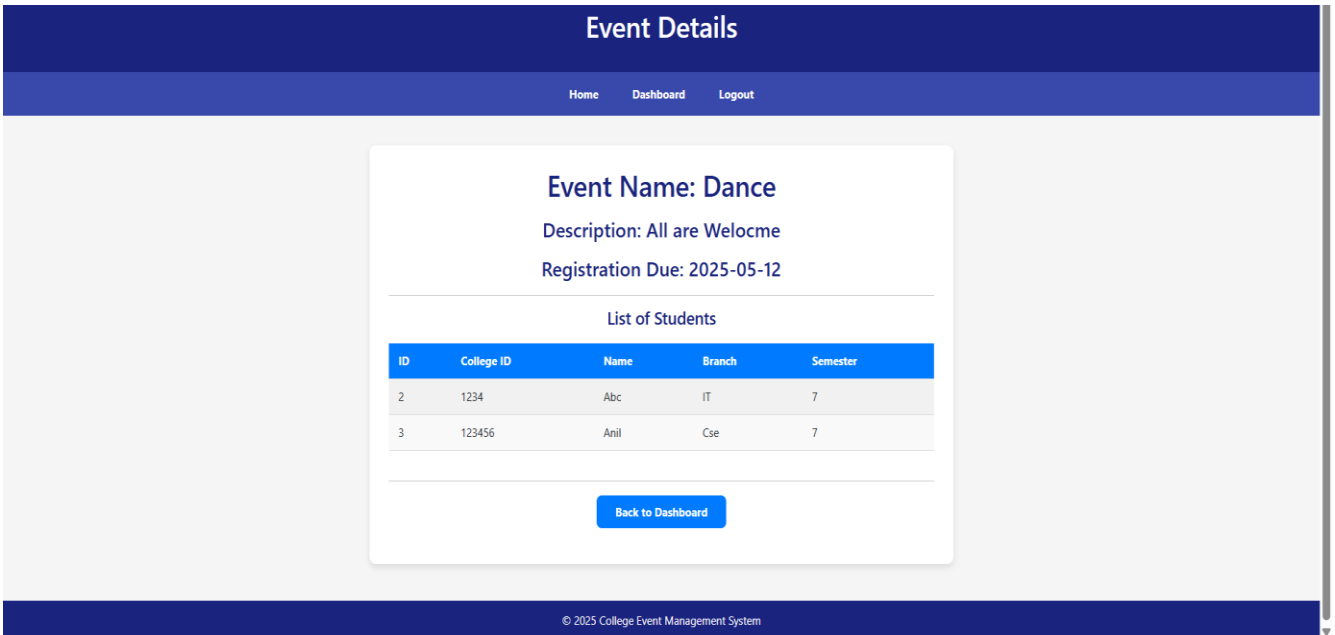 Event Details
Home Dashboard Logout
Event Name: Dance
Description: All are Welocme
Registration Due: 2025-05-12
List of Students
ID College ID Name Branch Semester
2 1234 Abc IT 7
3 123456 Anil Cse 7
Back to Dashboard
© 2025 College Event Management System